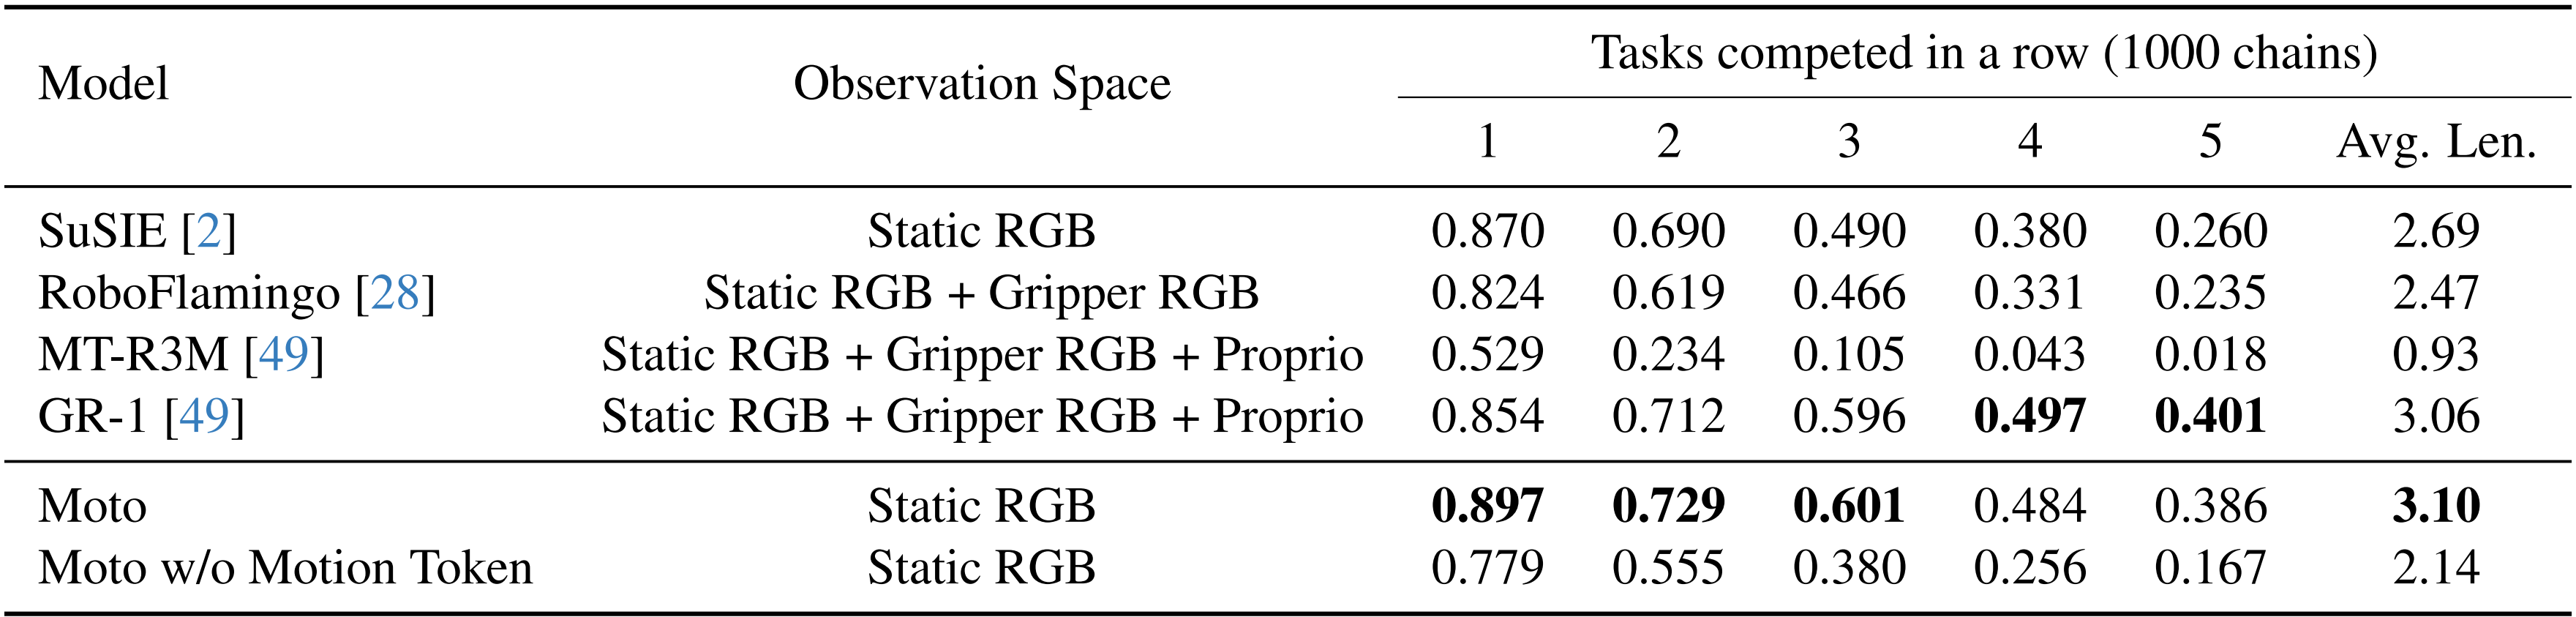 Model Observation Space Tasks competed in a row (1000 chains)
1 2 3 4 5 Avg. Len.
SuSIE [2] Static RGB 0.870 0.690 0.490 0.380 0.260 2.69
RoboFlamingo [28] Static RGB + Gripper RGB 0.824 0.619 0.466 0.331 0.235 2.47
MT-R3M [49] Static RGB + Gripper RGB + Proprio 0.529 0.234 0.105 0.043 0.018 0.93
GR-1 [49] Static RGB + Gripper RGB + Proprio 0.854 0.712 0.596 0.497 0.401 3.06
Moto Static RGB 0.897 0.729 0.601 0.484 0.386 3.10
Moto w/o Motion Token Static RGB 0.779 0.555 0.380 0.256 0.167 2.14